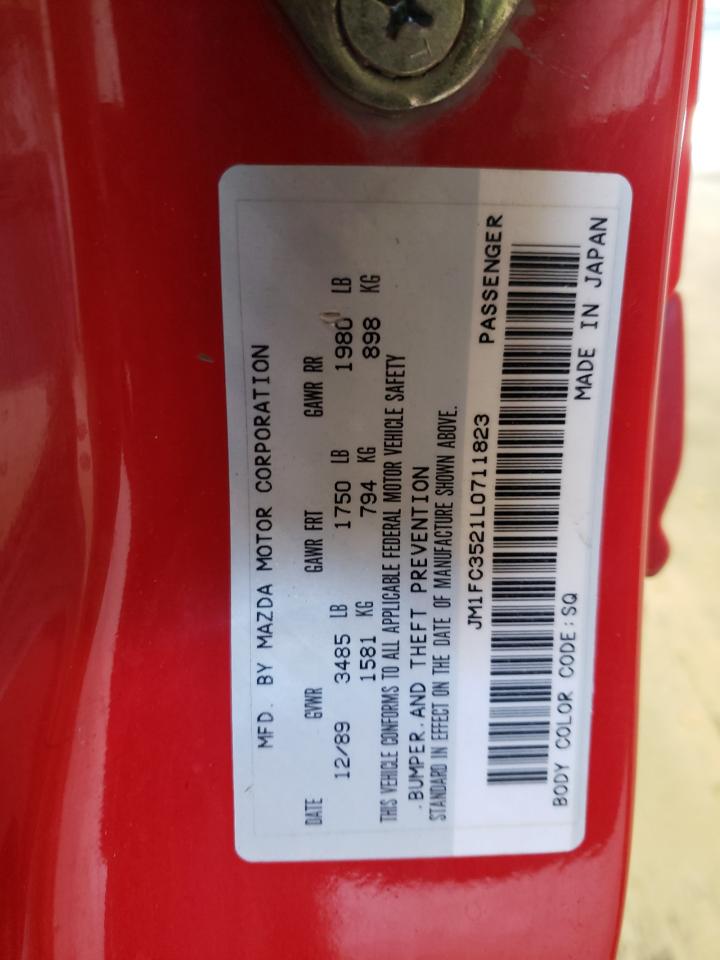 MFD. BY MAZDA MOTOR CORPORATION
DATE GVWR GAWR FRT GAWR RR
12/89 3485 LB 1750 LB 1980 LB
1581 KG 794 KG 898 KG
THIS VEHICLE CONFORMS TO ALL APPLICABLE FEDERAL MOTOR VEHICLE SAFETY
.BUMPER.AND THEFT PREVENTION
STANDARD IN EFFECT ON THE DATE OF MANUFACTURE SHOWN ABOVE.
JM1FC3521L0711823 PASSENGER
BODY COLOR CODE:SQ MADE IN JAPAN